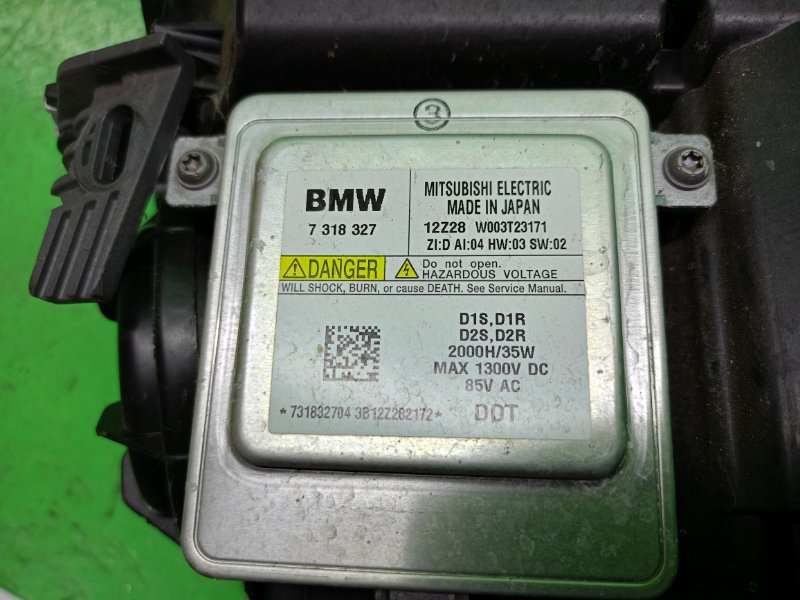 3
BMW
7 318 327
MITSUBISHI ELECTRIC
MADE IN JAPAN
12Z28 W003T23171
ZI:D AI:04 HW:03 SW:02
DANGER
Do not open.
HAZARDOUS VOLTAGE
WILL SHOCK, BURN, or cause DEATH. See Service Manual.
D1S,D1R
D2S,D2R
2000H/35W
MAX 1300V DC
85V AC
*731832704 3B12Z282172*
DOT